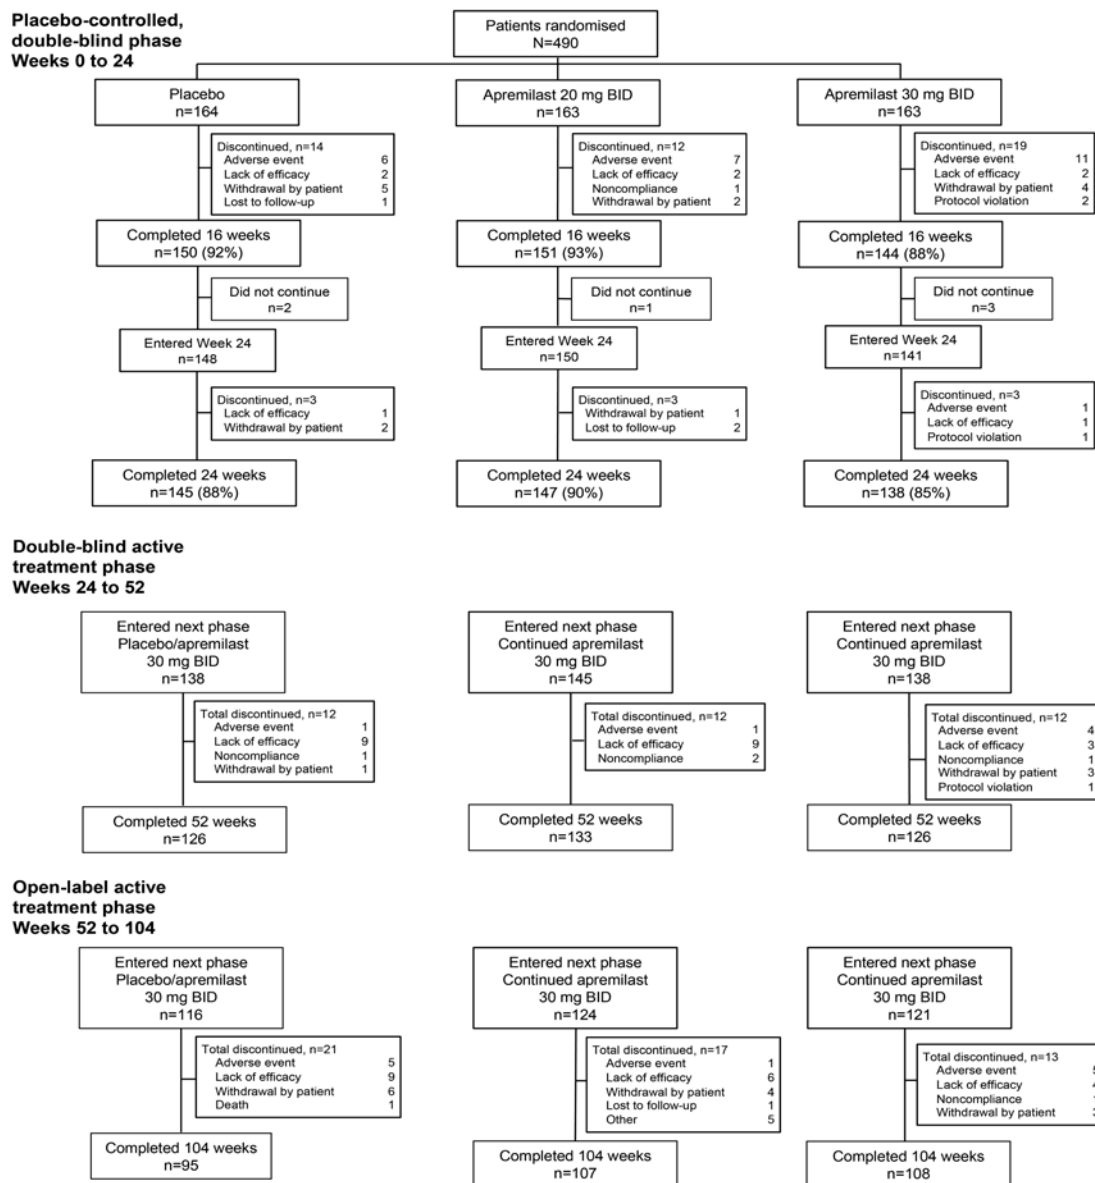 Placebo-controlled,
double-blind phase
Weeks 0 to 24
Patients randomised
N=490
Placebo
n=164
Apremilast 20 mg BID
n=163
Apremilast 30 mg BID
n=163
Discontinued, n=14
Adverse event 6
Lack of efficacy 2
Withdrawal by patient 5
Lost to follow-up 1
Discontinued, n=12
Adverse event 7
Lack of efficacy 2
Noncompliance 1
Withdrawal by patient 2
Discontinued, n=19
Adverse event 11
Lack of efficacy 2
Withdrawal by patient 4
Protocol violation 2
Completed 16 weeks
n=150 (92%)
Completed 16 weeks
n=151 (93%)
Completed 16 weeks
n=144 (88%)
Did not continue
n=2
Did not continue
n=1
Did not continue
n=3
Entered Week 24
n=148
Entered Week 24
n=150
Entered Week 24
n=141
Discontinued, n=3
Lack of efficacy 1
Withdrawal by patient 2
Discontinued, n=3
Withdrawal by patient 1
Lost to follow-up 2
Discontinued, n=3
Adverse event 1
Lack of efficacy 1
Protocol violation 1
Completed 24 weeks
n=145 (88%)
Completed 24 weeks
n=147 (90%)
Completed 24 weeks
n=138 (85%)
Double-blind active
treatment phase
Weeks 24 to 52
Entered next phase
Placebo/apremilast
30 mg BID
n=138
Entered next phase
Continued apremilast
30 mg BID
n=145
Entered next phase
Continued apremilast
30 mg BID
n=138
Total discontinued, n=12
Adverse event 1
Lack of efficacy 9
Noncompliance 1
Withdrawal by patient 1
Total discontinued, n=12
Adverse event 1
Lack of efficacy 9
Noncompliance 2
Total discontinued, n=12
Adverse event 4
Lack of efficacy 3
Noncompliance 1
Withdrawal by patient 3
Protocol violation 1
Completed 52 weeks
n=126
Completed 52 weeks
n=133
Completed 52 weeks
n=126
Open-label active
treatment phase
Weeks 52 to 104
Entered next phase
Placebo/apremilast
30 mg BID
n=116
Entered next phase
Continued apremilast
30 mg BID
n=124
Entered next phase
Continued apremilast
30 mg BID
n=121
Total discontinued, n=21
Adverse event 5
Lack of efficacy 9
Withdrawal by patient 6
Death 1
Total discontinued, n=17
Adverse event 1
Lack of efficacy 6
Withdrawal by patient 4
Lost to follow-up 1
Other 5
Total discontinued, n=13
Adverse event 5
Lack of efficacy 4
Noncompliance 1
Withdrawal by patient 3
Completed 104 weeks
n=95
Completed 104 weeks
n=107
Completed 104 weeks
n=108